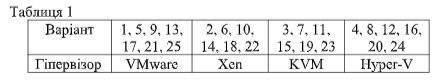 Таблиця 1
Варіант 1, 5, 9, 13, 2, 6, 10, 3, 7, 11, 4, 8, 12, 16,
17, 21, 25 14, 18, 22 15, 19, 23 20, 24
Гіпервізор VMware Xen KVM Hyper-V